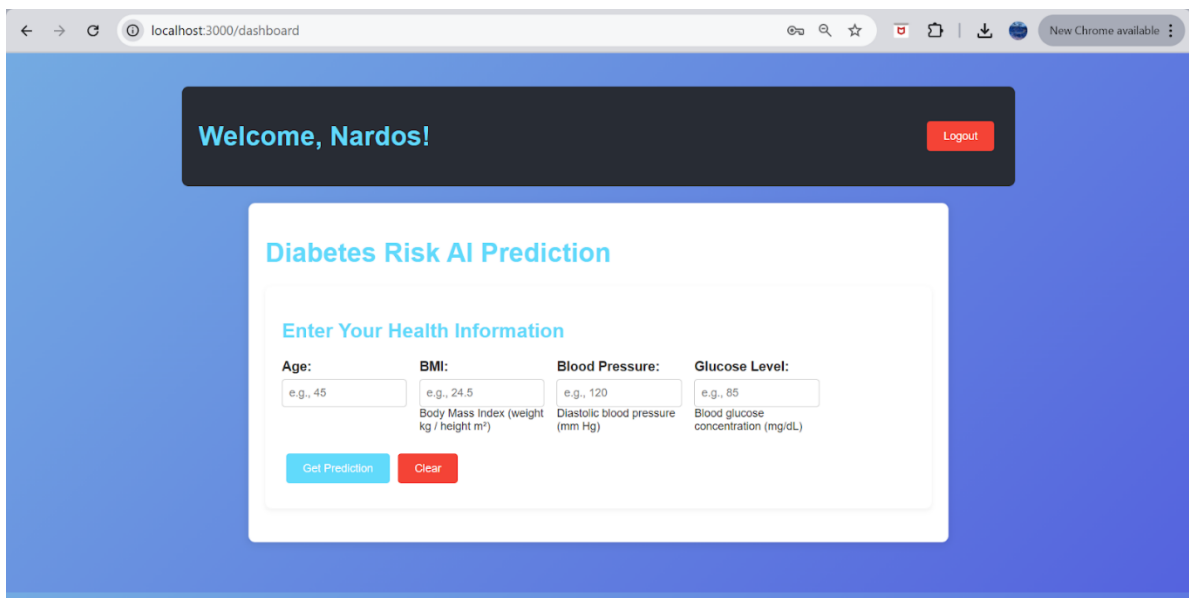 localhost:3000/dashboard
New Chrome available
Welcome, Nardos!
Logout
Diabetes Risk AI Prediction
Enter Your Health Information
Age: BMI: Blood Pressure: Glucose Level:
e.g., 45 e.g., 24.5 e.g., 120 e.g., 85
Body Mass Index (weight Diastolic blood pressure Blood glucose
kg / height m²) (mm Hg) concentration (mg/dL)
Get Prediction Clear